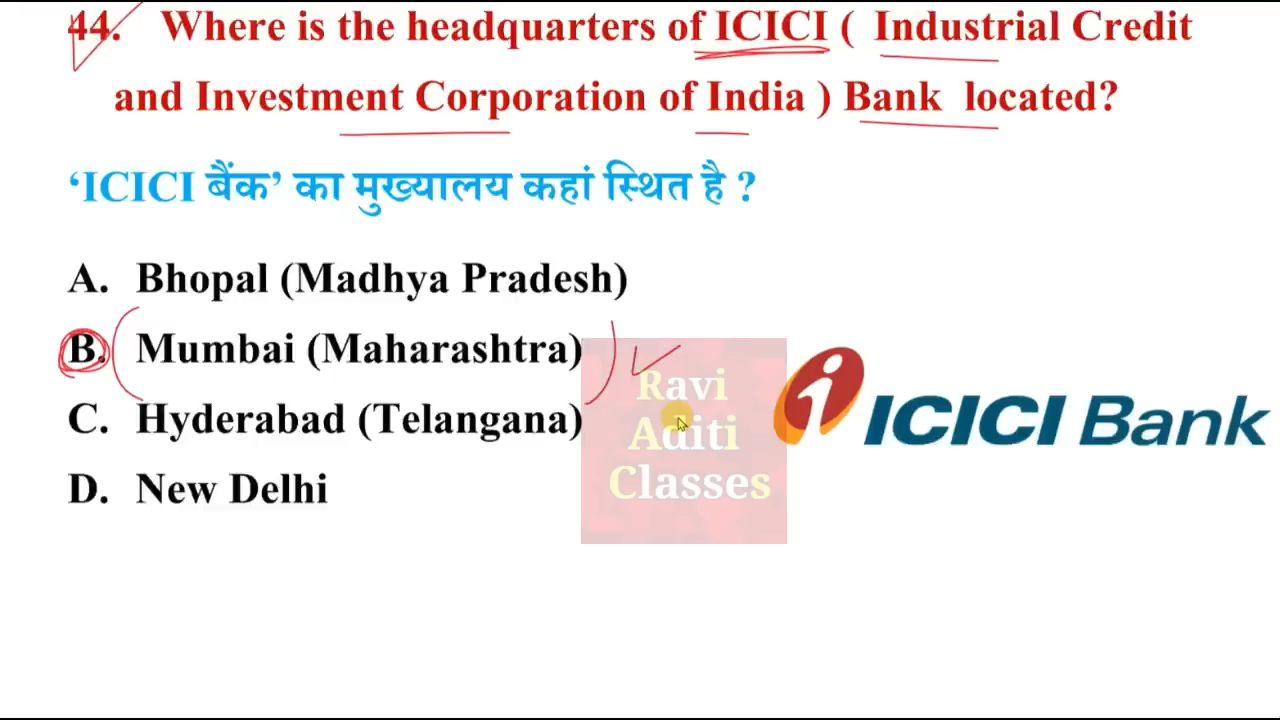 44. Where is the headquarters of ICICI ( Industrial Credit
and Investment Corporation of India ) Bank located?
‘ICICI बैंक’ का मुख्यालय कहां स्थित है ?
A. Bhopal (Madhya Pradesh)
B. Mumbai (Maharashtra)
C. Hyderabad (Telangana)
D. New Delhi
Ravi
Aditi
Classes
i ICICI Bank